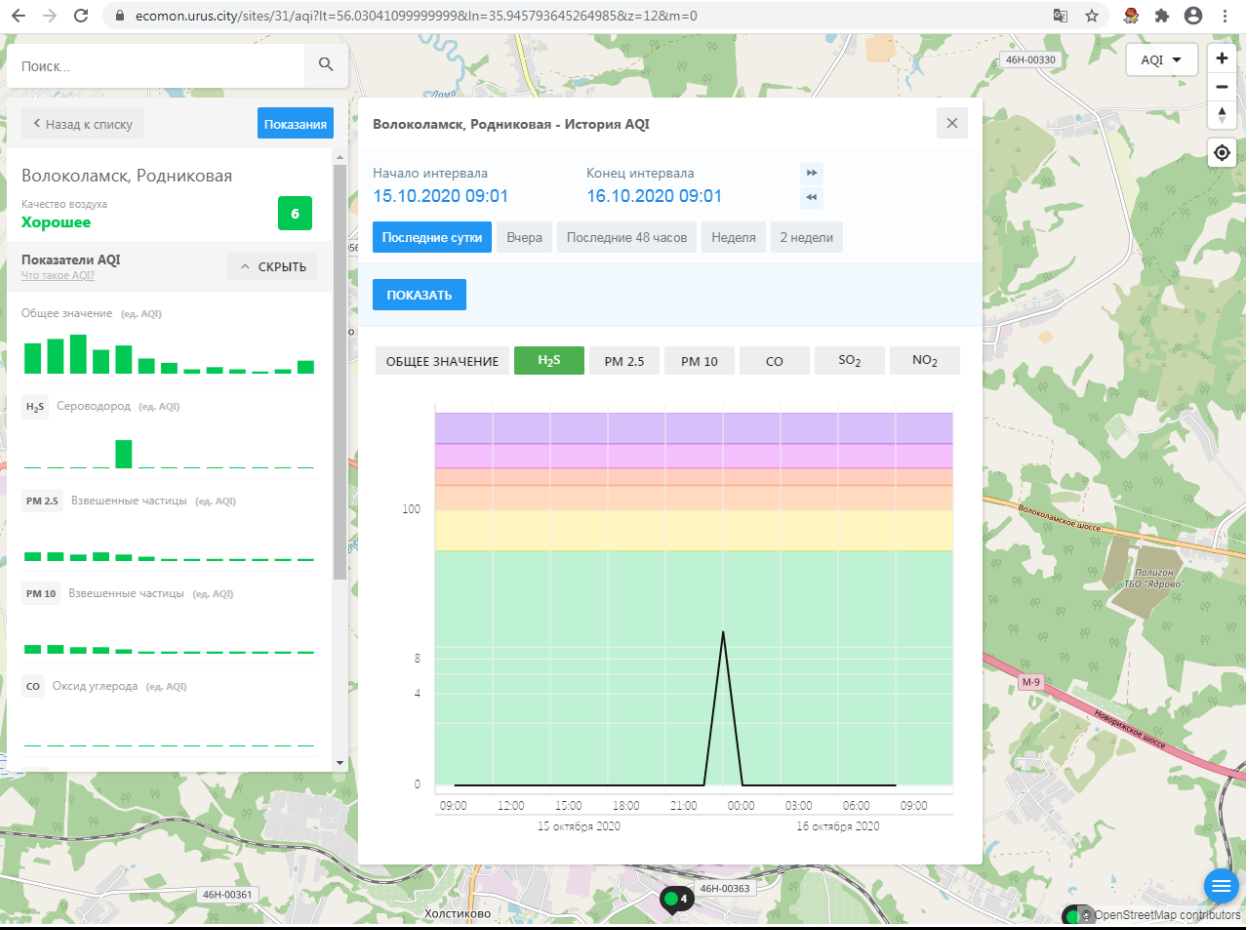 ecomon.urus.city/sites/31/aqi?lt=56.03041099999999&ln=35.945793645264985&z=12&m=0
Поиск...
46Н-00330
AQI
Назад к списку
Показания
Волоколамск, Родниковая
Качество воздуха
Хорошее
6
Показатели AQI
Что такое AQI?
СКРЫТЬ
Общее значение (ед. AQI)
H₂S Сероводород (ед. AQI)
PM 2.5 Взвешенные частицы (ед. AQI)
PM 10 Взвешенные частицы (ед. AQI)
CO Оксид углерода (ед. AQI)
Волоколамск, Родниковая - История AQI
Начало интервала
15.10.2020 09:01
Конец интервала
16.10.2020 09:01
Последние сутки
Вчера
Последние 48 часов
Неделя
2 недели
ПОКАЗАТЬ
ОБЩЕЕ ЗНАЧЕНИЕ
H₂S
PM 2.5
PM 10
CO
SO₂
NO₂
100
8
4
0
09:00 12:00 15:00 18:00 21:00 00:00 03:00 06:00 09:00
15 октября 2020
16 октября 2020
Волоколамское шоссе
Полигон
ТБО "Ядрово"
М-9
Новорижское шоссе
46Н-00361
46Н-00363
4
Холстиково
© OpenStreetMap contributors